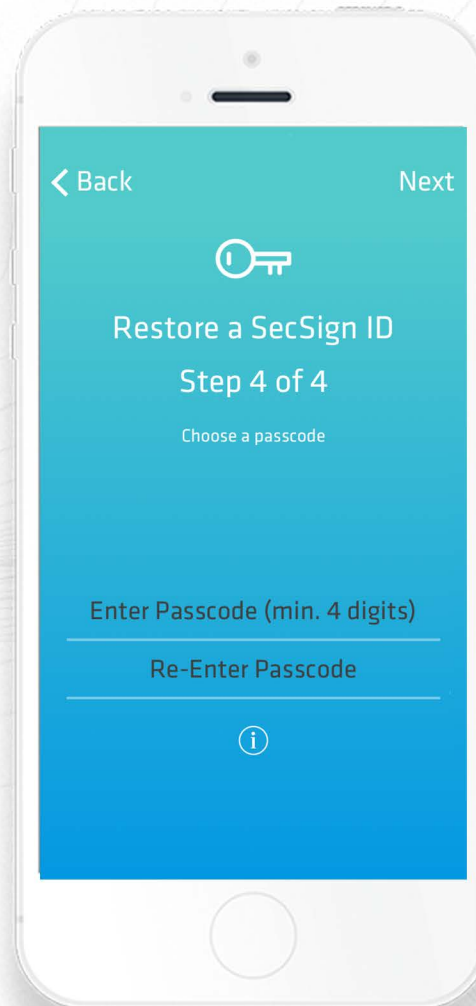 Back
Next
Restore a SecSign ID
Step 4 of 4
Choose a passcode
Enter Passcode (min. 4 digits)
Re-Enter Passcode
i